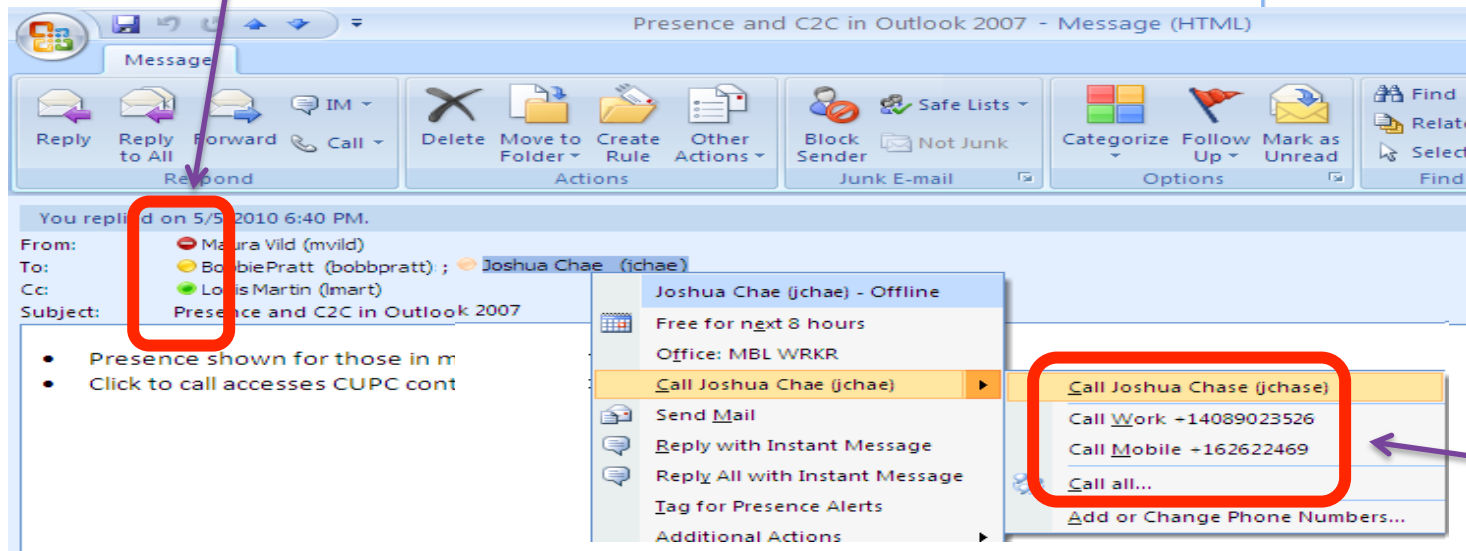 Presence and C2C in Outlook 2007 - Message (HTML)
Message
Reply
Reply to All
Forward
IM
Call
Respond
Delete
Move to Folder
Create Rule
Other Actions
Actions
Block Sender
Safe Lists
Not Junk
Junk E-mail
Categorize
Follow Up
Mark as Unread
Options
Find
Relate
Select
Find
You replied on 5/5/2010 6:40 PM.
From: Maura Vild (mvild)
To: BobbiePratt (bobbpratt) ; Joshua Chae (jchae)
Cc: Louis Martin (lmart)
Subject: Presence and C2C in Outlook 2007
• Presence shown for those in m
• Click to call accesses CUPC cont
Joshua Chae (jchae) - Offline
Free for next 8 hours
Office: MBL WRKR
Call Joshua Chae (jchae)
Send Mail
Reply with Instant Message
Reply All with Instant Message
Tag for Presence Alerts
Additional Actions
Call Joshua Chase (jchase)
Call Work +14089023526
Call Mobile +162622469
Call all...
Add or Change Phone Numbers...